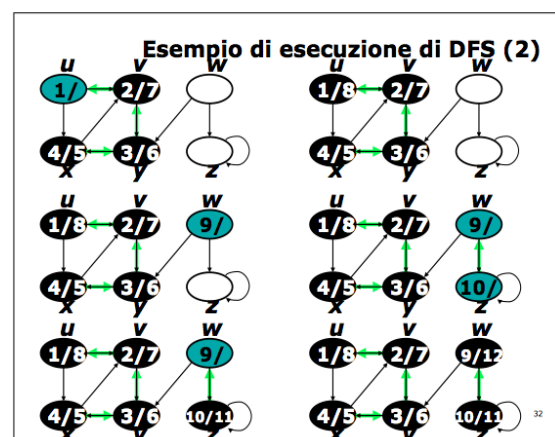 Esempio di esecuzione di DFS (2)
u v w
1/ 2/7 1/8 2/7
4/5 3/6 4/5 3/6
x y z x y z
u v w u v w
1/8 2/7 9/ 1/8 2/7 9/
4/5 3/6 4/5 3/6 10/
x y z x y z
u v w u v w
1/8 2/7 9/ 1/8 2/7 9/12
4/5 3/6 10/11 4/5 3/6 10/11
x y z x y z
32